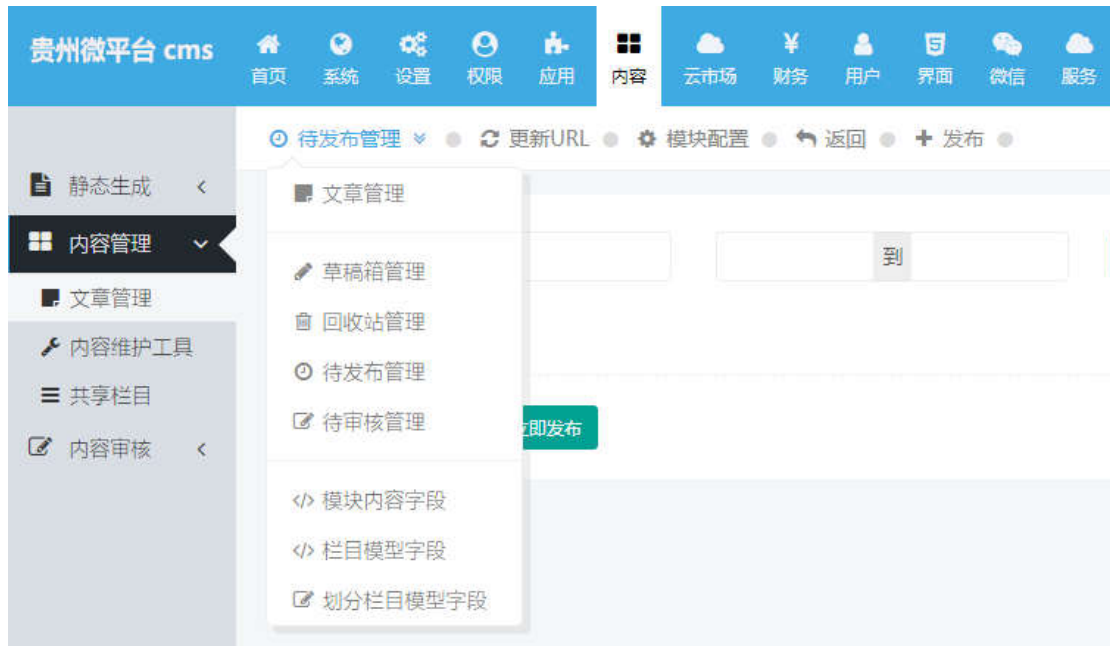 贵州微平台 cms
首页 系统 设置 权限 应用 内容 云市场 财务 用户 界面 微信 服务
待发布管理 更新URL 模块配置 返回 发布
静态生成
内容管理
文章管理
内容维护工具
共享栏目
内容审核
文章管理
草稿箱管理
回收站管理
待发布管理
待审核管理
模块内容字段
栏目模型字段
划分栏目模型字段
到
立即发布